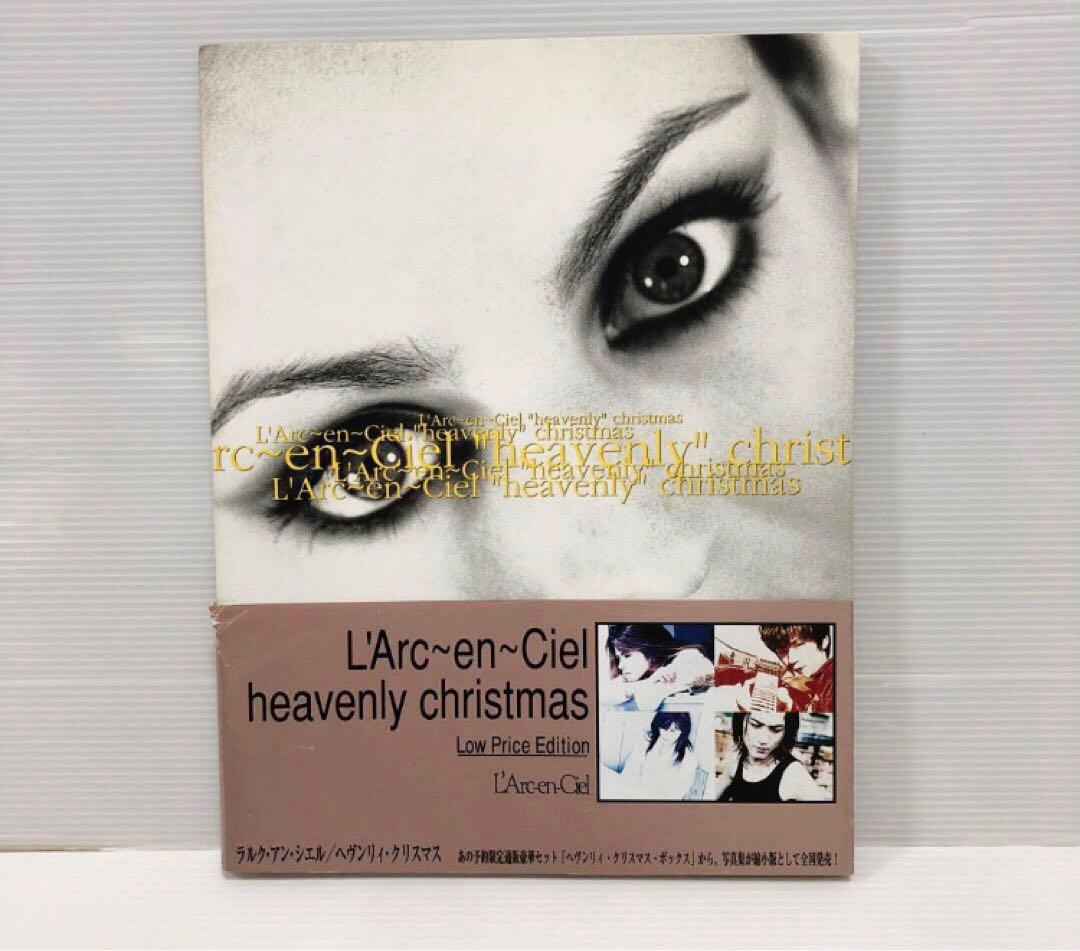 L'Arc~en~Ciel "heavenly" christmas
L'Arc~en~Ciel "heavenly" christmas
rc~en~Ciel "heavenly" christ
L'Arc~en~Ciel "heavenly" christmas
L'Arc~en~Ciel "heavenly" christmas
L'Arc~en~Ciel
heavenly christmas
Low Price Edition
L'Arc-en-Ciel
ラルク・アン・シエル/ヘヴンリィ・クリスマス
あの予約限定通販豪華セット「ヘヴンリィ・クリスマス・ボックス」から、写真集が縮小版として全国発売!